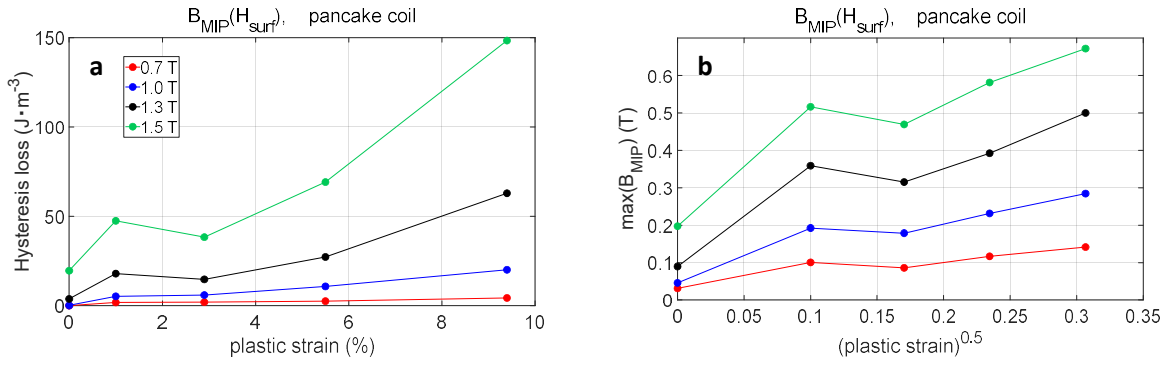 B_MIP(H_surf), pancake coil
a
0.7 T
1.0 T
1.3 T
1.5 T
Hysteresis loss (J·m⁻³)
150
100
50
0
0 2 4 6 8 10
plastic strain (%)
B_MIP(H_surf), pancake coil
b
max(B_MIP) (T)
0.6
0.5
0.4
0.3
0.2
0.1
0
0 0.05 0.1 0.15 0.2 0.25 0.3 0.35
(plastic strain)^0.5